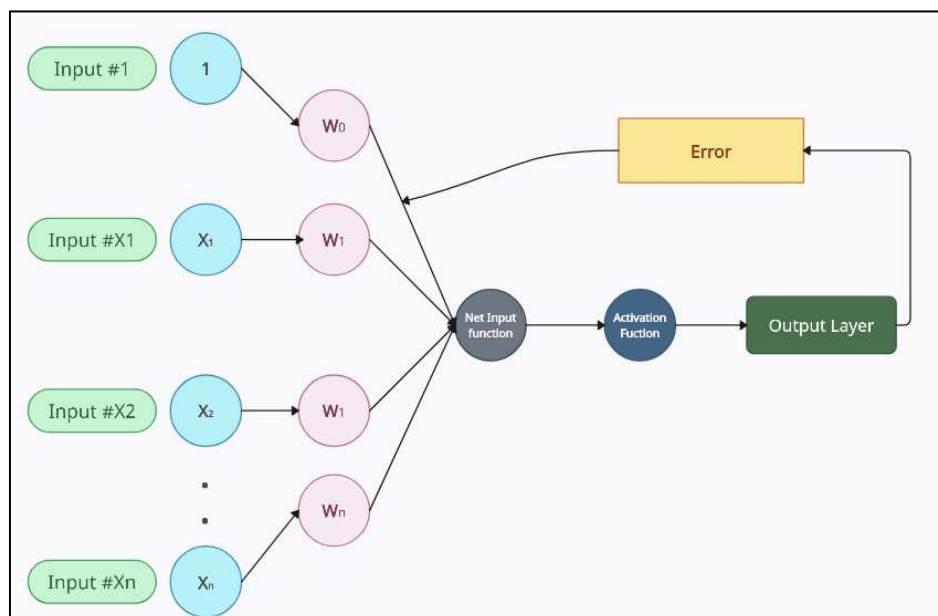 Input #1
1
W0
Error
Input #X1
X1
W1
Net Input
function
Activation
Fuction
Output Layer
Input #X2
X2
W1
Wn
Input #Xn
Xn